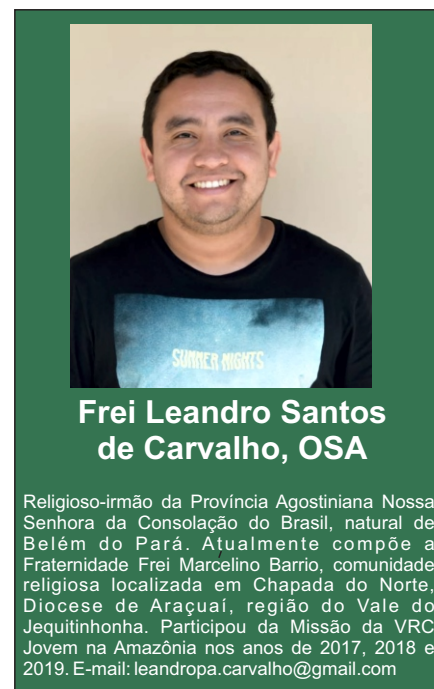 SUMMER NIGHTS
Frei Leandro Santos
de Carvalho, OSA
Religioso-irmão da Província Agostiniana Nossa
Senhora da Consolação do Brasil, natural de
Belém do Pará. Atualmente compõe a
Fraternidade Frei Marcelino Barrio, comunidade
religiosa localizada em Chapada do Norte,
Diocese de Araçuaí, região do Vale do
Jequitinhonha. Participou da Missão da VRC
Jovem na Amazônia nos anos de 2017, 2018 e
2019. E-mail: leandropa.carvalho@gmail.com